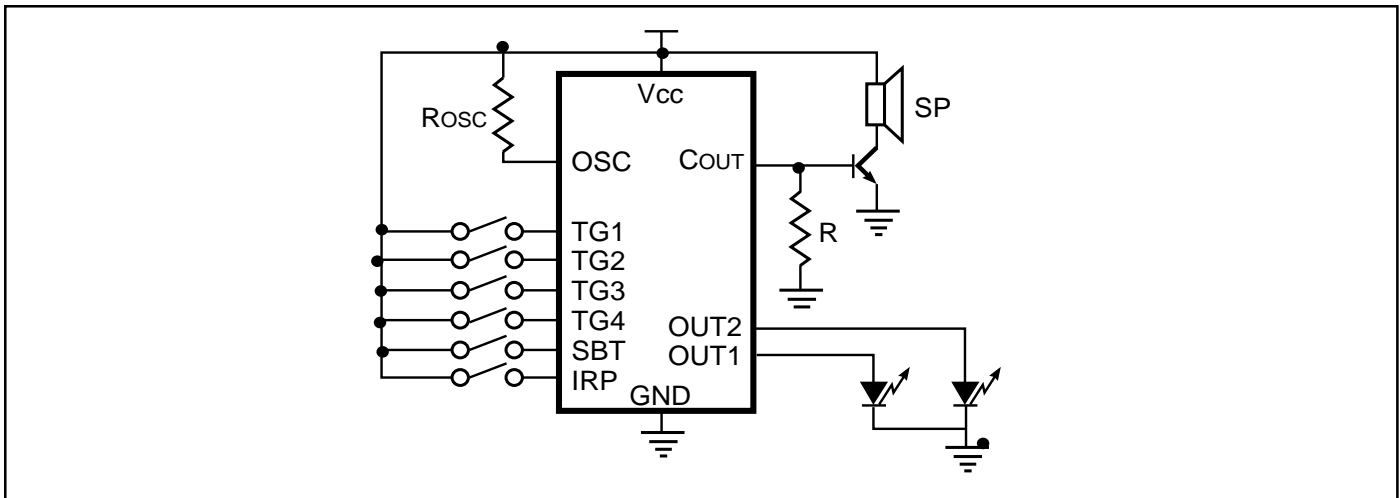 Vcc
ROSC
SP
OSC
COUT
TG1
R
TG2
TG3
TG4
OUT2
SBT
OUT1
IRP
GND